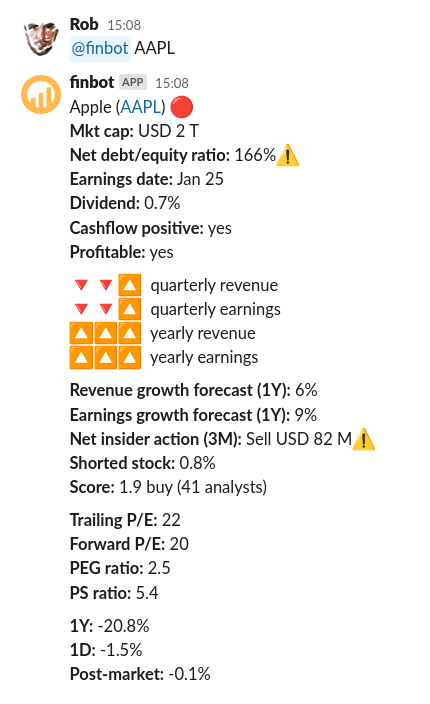 Rob 15:08
@finbot AAPL
finbot APP 15:08
Apple (AAPL) 🔴
Mkt cap: USD 2 T
Net debt/equity ratio: 166%⚠️
Earnings date: Jan 25
Dividend: 0.7%
Cashflow positive: yes
Profitable: yes
🔻🔻🔼 quarterly revenue
🔻🔻🔼 quarterly earnings
🔼🔼🔼 yearly revenue
🔼🔼🔼 yearly earnings
Revenue growth forecast (1Y): 6%
Earnings growth forecast (1Y): 9%
Net insider action (3M): Sell USD 82 M⚠️
Shorted stock: 0.8%
Score: 1.9 buy (41 analysts)
Trailing P/E: 22
Forward P/E: 20
PEG ratio: 2.5
PS ratio: 5.4
1Y: -20.8%
1D: -1.5%
Post-market: -0.1%